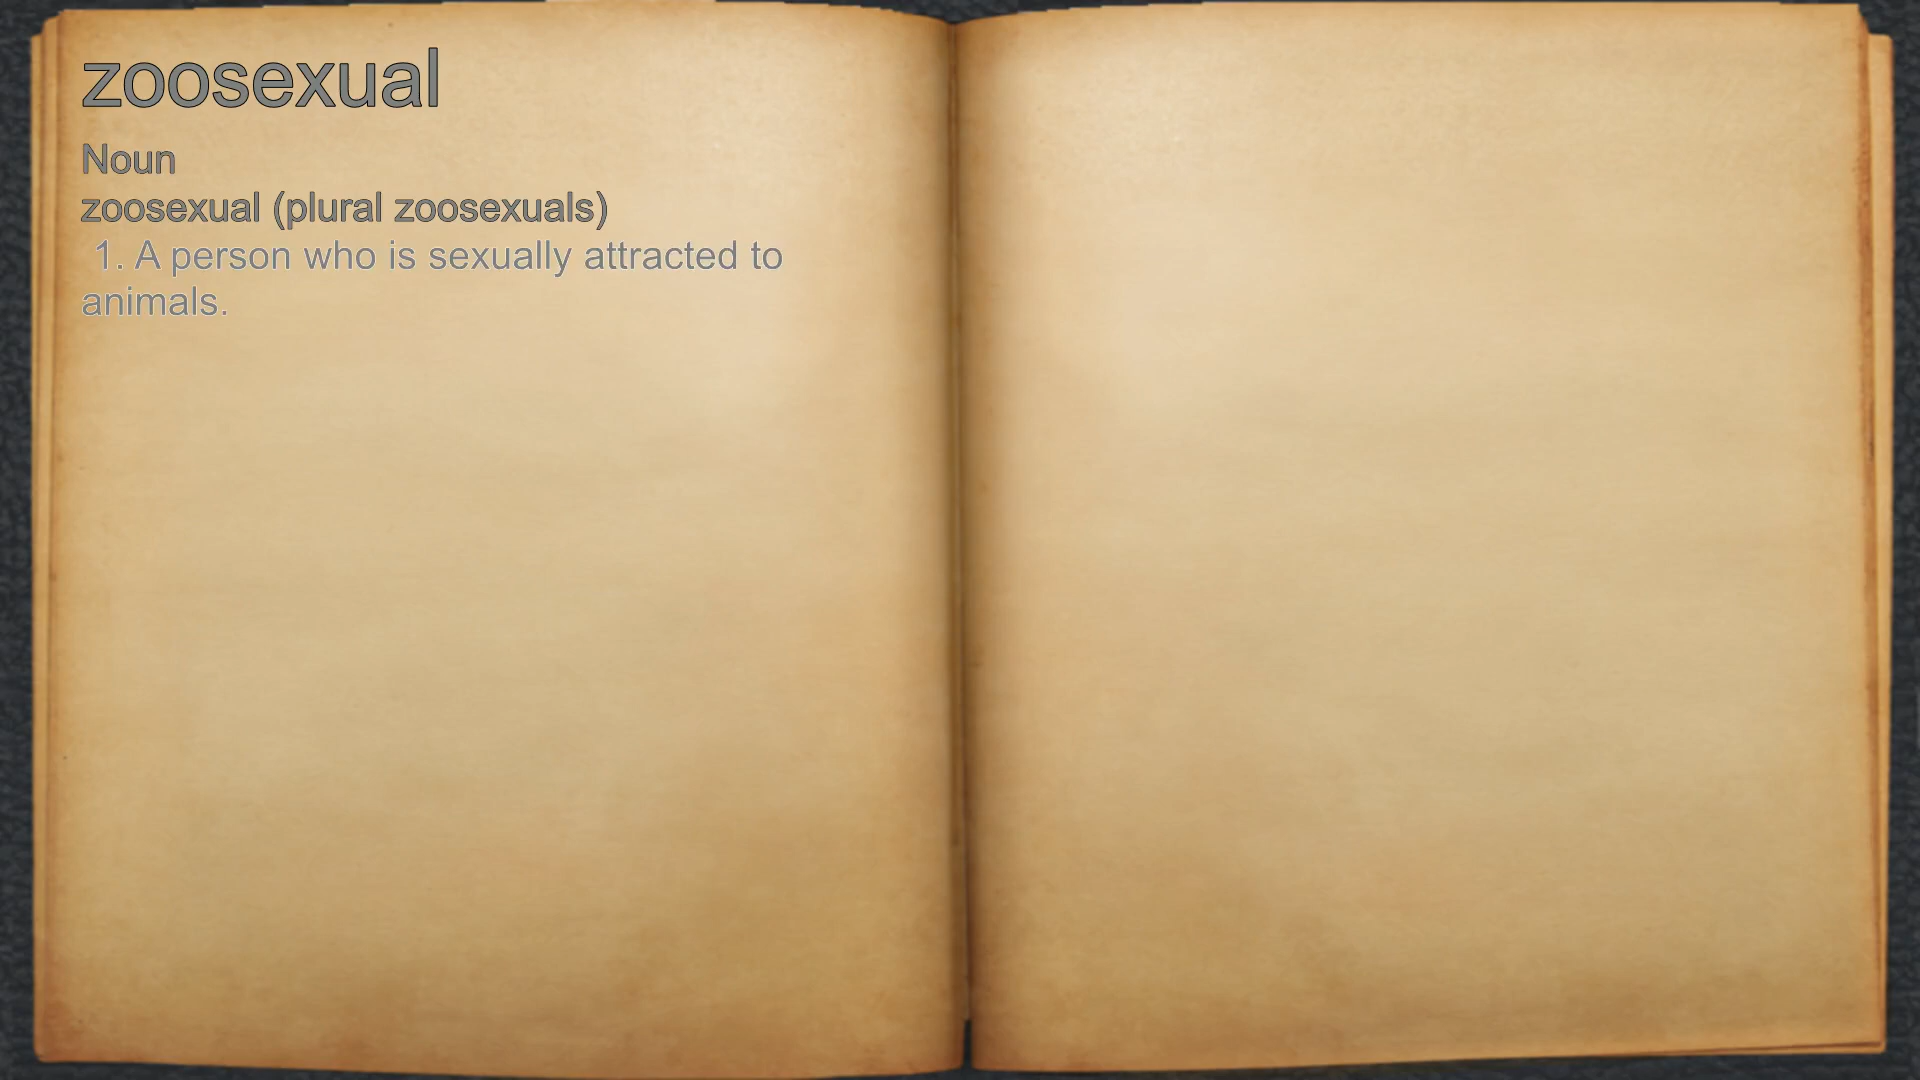 zoosexual
Noun
zoosexual (plural zoosexuals)
1. A person who is sexually attracted to
animals.